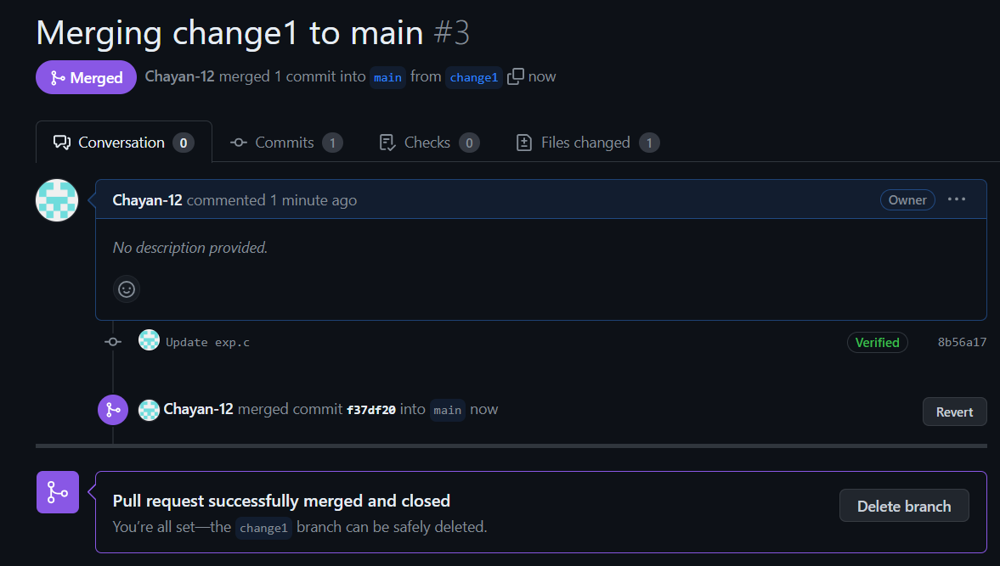 Merging change1 to main #3
Merged Chayan-12 merged 1 commit into main from change1 now
Conversation 0 Commits 1 Checks 0 Files changed 1
Chayan-12 commented 1 minute ago Owner ...
No description provided.
Update exp.c Verified 8b56a17
Chayan-12 merged commit f37df20 into main now Revert
Pull request successfully merged and closed
You’re all set—the change1 branch can be safely deleted.
Delete branch